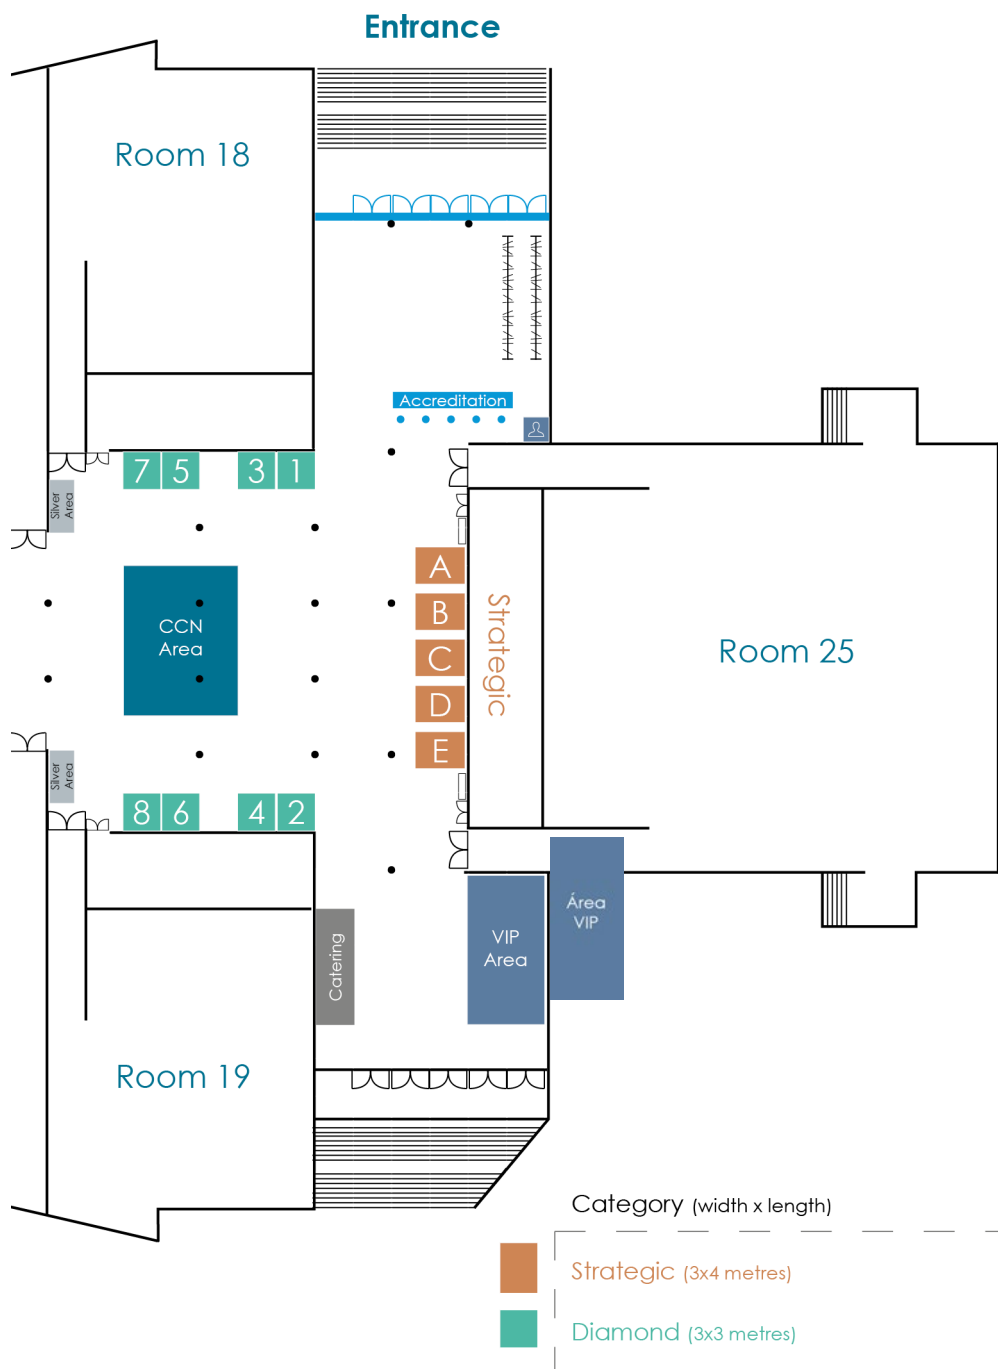 Entrance
Room 18
Accreditation
7 5 3 1
Silver
Area
A
B
C
D
E
Strategic
CCN
Area
Room 25
Silver
Area
8 6 4 2
Área
VIP
VIP
Area
Catering
Room 19
Category (width x length)
Strategic (3x4 metres)
Diamond (3x3 metres)